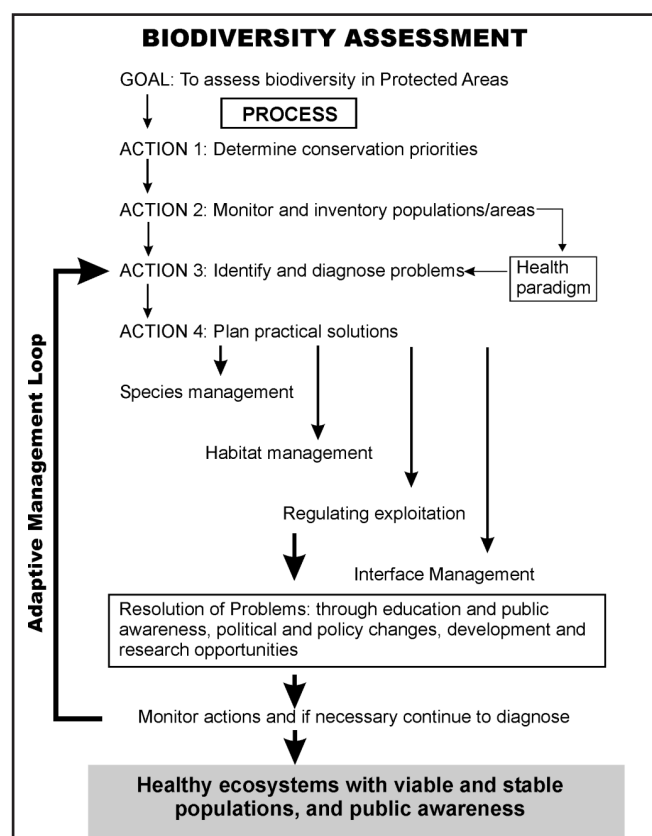 BIODIVERSITY ASSESSMENT
GOAL: To assess biodiversity in Protected Areas
PROCESS
ACTION 1: Determine conservation priorities
ACTION 2: Monitor and inventory populations/areas
ACTION 3: Identify and diagnose problems
Health
paradigm
ACTION 4: Plan practical solutions
Species management
Habitat management
Regulating exploitation
Interface Management
Resolution of Problems: through education and public
awareness, political and policy changes, development and
research opportunities
Monitor actions and if necessary continue to diagnose
Healthy ecosystems with viable and stable
populations, and public awareness
Adaptive Management Loop